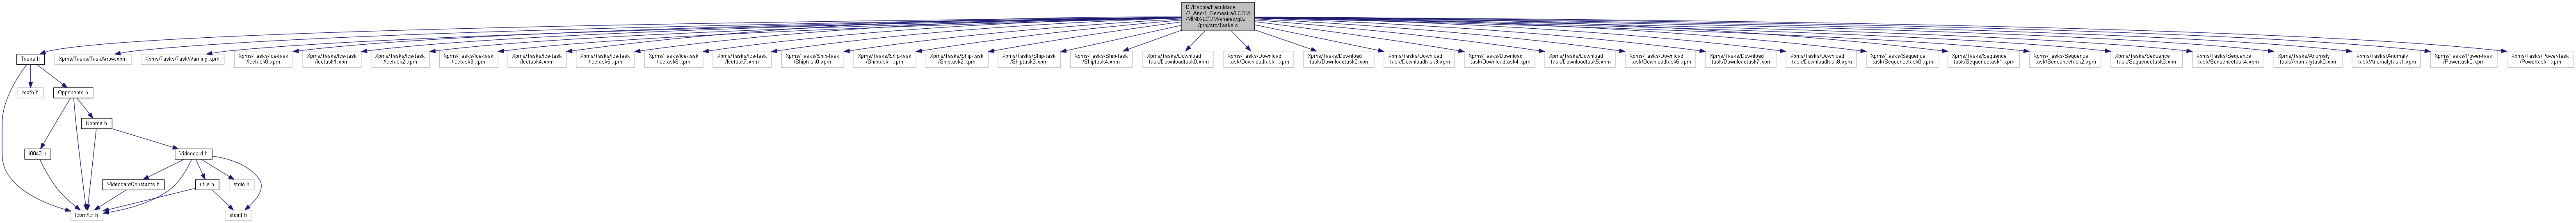 D:/Escola/Faculdade
/2_Ano/1_Semestre/LCOM
/MINIX-LCOM/shared/g02
/proj/src/Tasks.c
Tasks.h
Xpms/Tasks/TaskArrow.xpm
Xpms/Tasks/TaskWarning.xpm
Xpms/Tasks/Ice-task
/Icetask0.xpm
Xpms/Tasks/Ice-task
/Icetask1.xpm
Xpms/Tasks/Ice-task
/Icetask2.xpm
Xpms/Tasks/Ice-task
/Icetask3.xpm
Xpms/Tasks/Ice-task
/Icetask4.xpm
Xpms/Tasks/Ice-task
/Icetask5.xpm
Xpms/Tasks/Ice-task
/Icetask6.xpm
Xpms/Tasks/Ice-task
/Icetask7.xpm
Xpms/Tasks/Ship-task
/Shiptask0.xpm
Xpms/Tasks/Ship-task
/Shiptask1.xpm
Xpms/Tasks/Ship-task
/Shiptask2.xpm
Xpms/Tasks/Ship-task
/Shiptask3.xpm
Xpms/Tasks/Ship-task
/Shiptask4.xpm
Xpms/Tasks/Download
-task/Downloadtask0.xpm
Xpms/Tasks/Download
-task/Downloadtask1.xpm
Xpms/Tasks/Download
-task/Downloadtask2.xpm
Xpms/Tasks/Download
-task/Downloadtask3.xpm
Xpms/Tasks/Download
-task/Downloadtask4.xpm
Xpms/Tasks/Download
-task/Downloadtask5.xpm
Xpms/Tasks/Download
-task/Downloadtask6.xpm
Xpms/Tasks/Download
-task/Downloadtask7.xpm
Xpms/Tasks/Download
-task/Downloadtask8.xpm
Xpms/Tasks/Sequence
-task/Sequencetask0.xpm
Xpms/Tasks/Sequence
-task/Sequencetask1.xpm
Xpms/Tasks/Sequence
-task/Sequencetask2.xpm
Xpms/Tasks/Sequence
-task/Sequencetask3.xpm
Xpms/Tasks/Sequence
-task/Sequencetask4.xpm
Xpms/Tasks/Anomaly
-task/Anomalytask0.xpm
Xpms/Tasks/Anomaly
-task/Anomalytask1.xpm
Xpms/Tasks/Power-task
/Powertask0.xpm
Xpms/Tasks/Power-task
/Powertask1.xpm
math.h
Opponents.h
Rooms.h
i8042.h
Videocard.h
VideocardConstants.h
utils.h
stdio.h
lcom/lcf.h
stdint.h